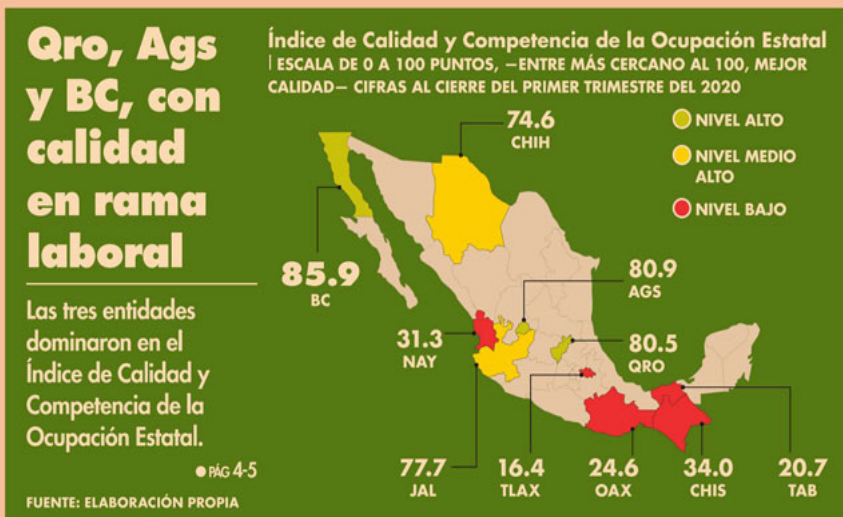 Qro, Ags
y BC, con
calidad
en rama
laboral
Las tres entidades
dominaron en el
Índice de Calidad y
Competencia de la
Ocupación Estatal.
PÁG 4-5
FUENTE: ELABORACIÓN PROPIA
Índice de Calidad y Competencia de la Ocupación Estatal
| ESCALA DE 0 A 100 PUNTOS, —ENTRE MÁS CERCANO AL 100, MEJOR
CALIDAD— CIFRAS AL CIERRE DEL PRIMER TRIMESTRE DEL 2020
NIVEL ALTO
NIVEL MEDIO
ALTO
NIVEL BAJO
74.6
CHIH
85.9
BC
80.9
AGS
31.3
NAY
80.5
QRO
77.7
JAL
16.4
TLAX
24.6
OAX
34.0
CHIS
20.7
TAB